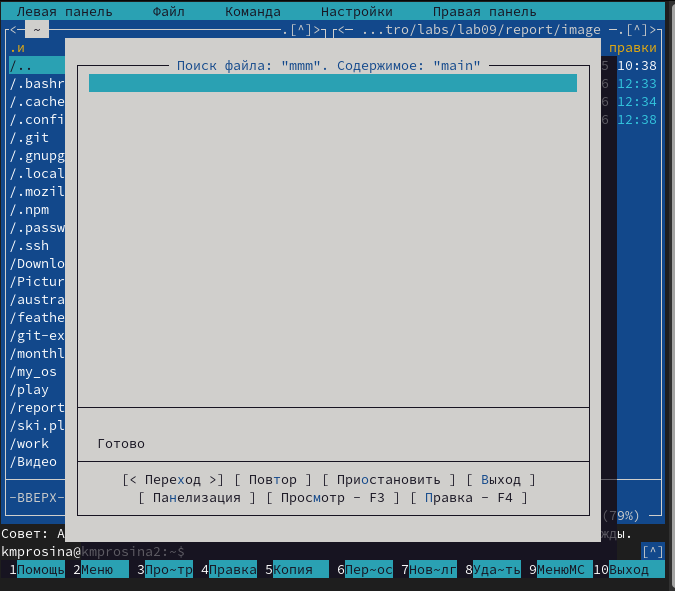 Левая панель Файл Команда Настройки Правая панель
<─ ~ .[^]>
<─ ...tro/labs/lab09/report/image ─.[^]>
.и правки
Поиск файла: "mmm". Содержимое: "main"
/.. 5 10:38
/.bashr 6 12:33
/.cache 6 12:34
/.confi 6 12:38
/.git
/.gnupg
/.local
/.mozil
/.npm
/.passw
/.ssh
/Downlo
/Pictur
/austra
/feathe
/git-ex
/monthl
/my_os
/play
/report
/ski.pl
/work
/Видео
Готово
[< Переход >] [ Повтор ] [ Приостановить ] [ Выход ]
[ Панелизация ] [ Просмотр - F3 ] [ Правка - F4 ]
-ВВЕРХ-
(79%)
Совет: А жды.
kmprosina@kmprosina2:~$ [^]
1Помощь 2Меню 3Про~тр 4Правка 5Копия 6Пер~ос 7Нов~лг 8Уда~ть 9МенюMC 10Выход